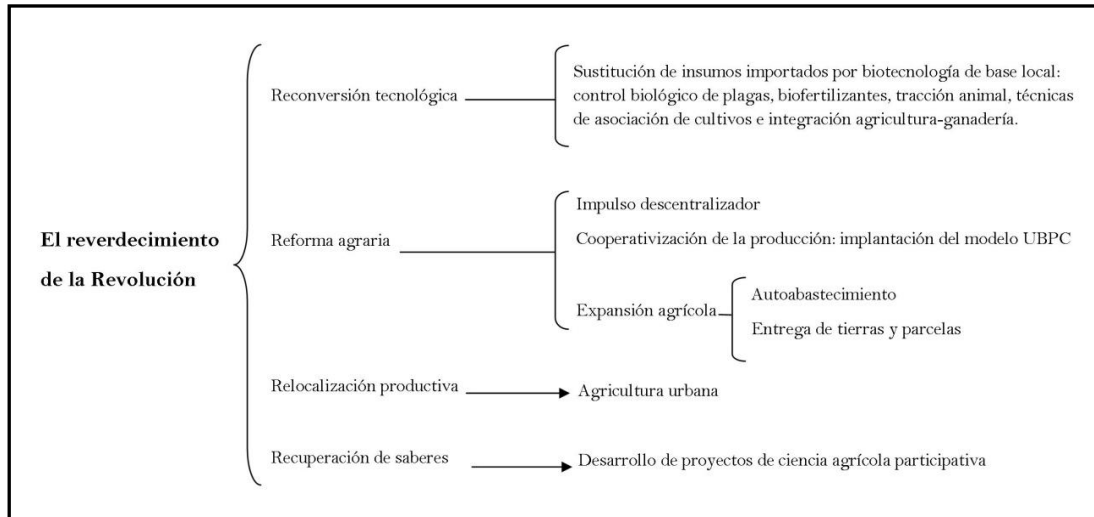 El reverdecimiento
de la Revolución
Reconversión tecnológica
Sustitución de insumos importados por biotecnología de base local:
control biológico de plagas, biofertilizantes, tracción animal, técnicas
de asociación de cultivos e integración agricultura-ganadería.
Reforma agraria
Impulso descentralizador
Cooperativización de la producción: implantación del modelo UBPC
Expansión agrícola
Autoabastecimiento
Entrega de tierras y parcelas
Relocalización productiva
Agricultura urbana
Recuperación de saberes
Desarrollo de proyectos de ciencia agrícola participativa